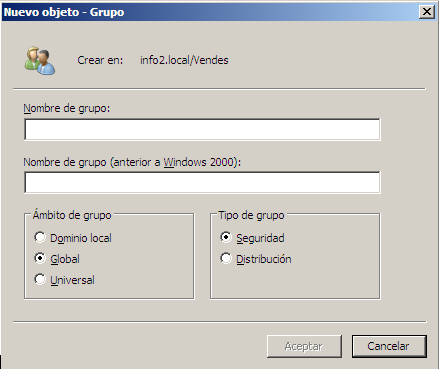 Nuevo objeto - Grupo
Crear en: info2.local/Vendes
Nombre de grupo:
Nombre de grupo (anterior a Windows 2000):
Ámbito de grupo
Dominio local
Global
Universal
Tipo de grupo
Seguridad
Distribución
Aceptar
Cancelar